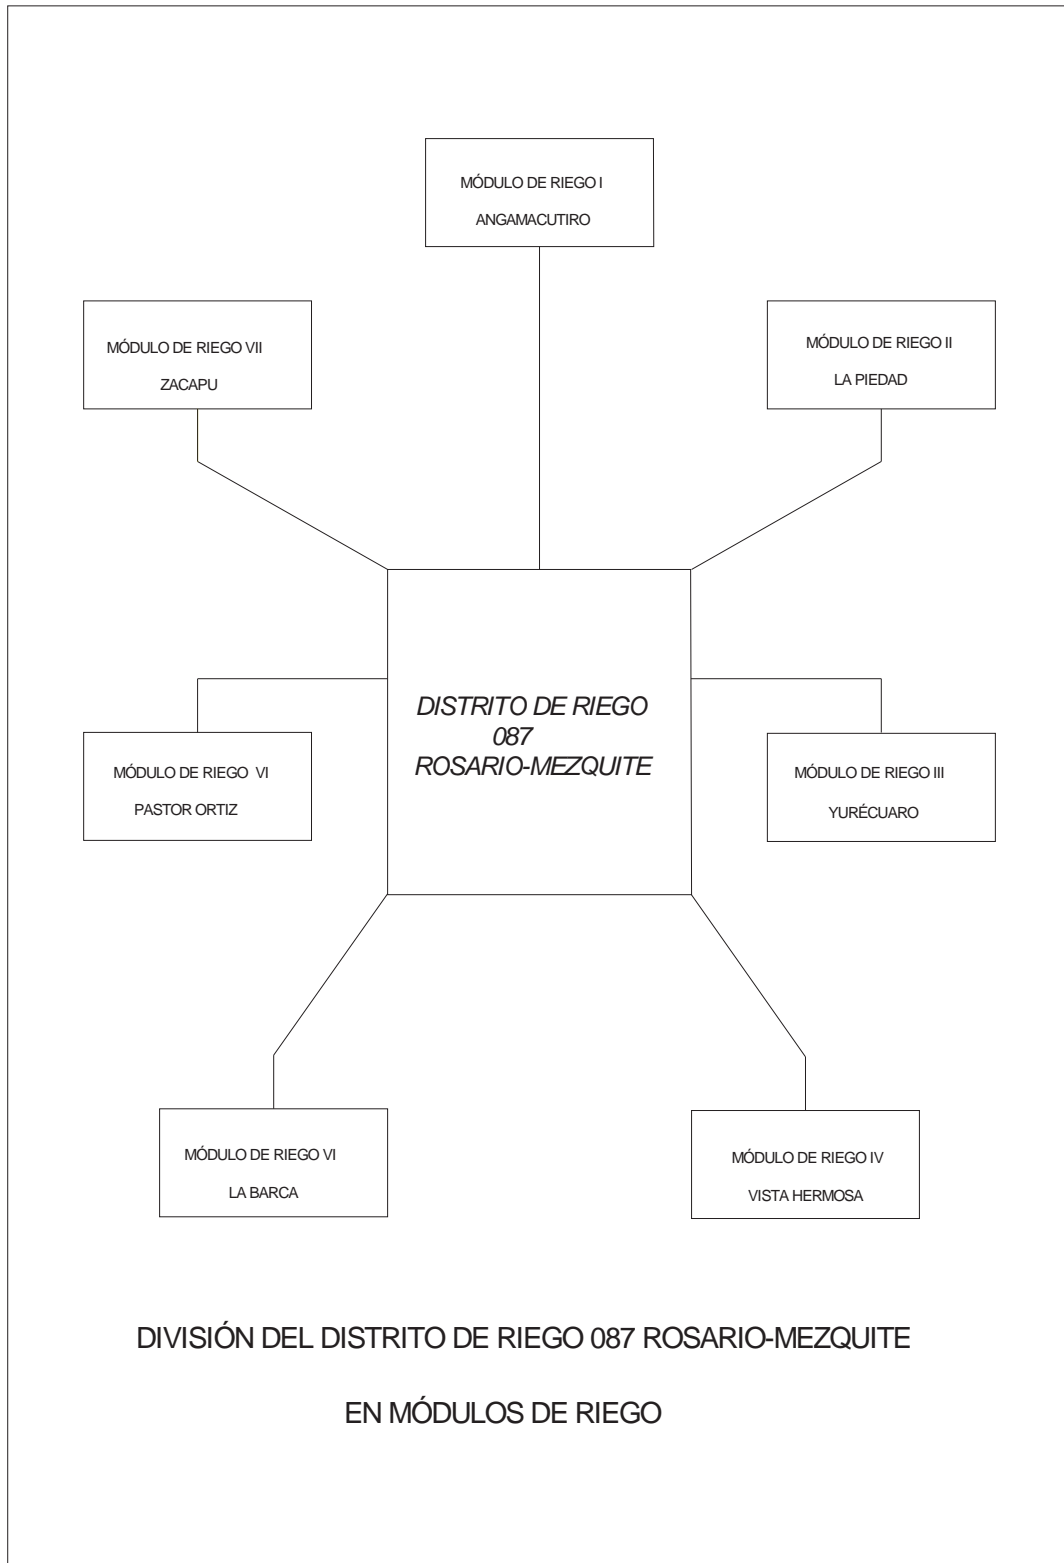 MÓDULO DE RIEGO I
ANGAMACUTIRO
MÓDULO DE RIEGO VII
ZACAPU
MÓDULO DE RIEGO II
LA PIEDAD
DISTRITO DE RIEGO
087
ROSARIO-MEZQUITE
MÓDULO DE RIEGO VI
PASTOR ORTIZ
MÓDULO DE RIEGO III
YURÉCUARO
MÓDULO DE RIEGO VI
LA BARCA
MÓDULO DE RIEGO IV
VISTA HERMOSA
DIVISIÓN DEL DISTRITO DE RIEGO 087 ROSARIO-MEZQUITE
EN MÓDULOS DE RIEGO